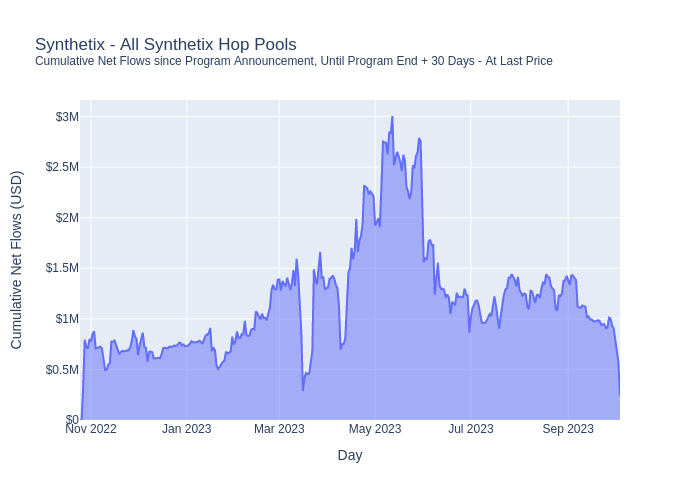 Synthetix - All Synthetix Hop Pools
Cumulative Net Flows since Program Announcement, Until Program End + 30 Days - At Last Price
Cumulative Net Flows (USD)
$3M
$2.5M
$2M
$1.5M
$1M
$0.5M
$0
Nov 2022 Jan 2023 Mar 2023 May 2023 Jul 2023 Sep 2023
Day